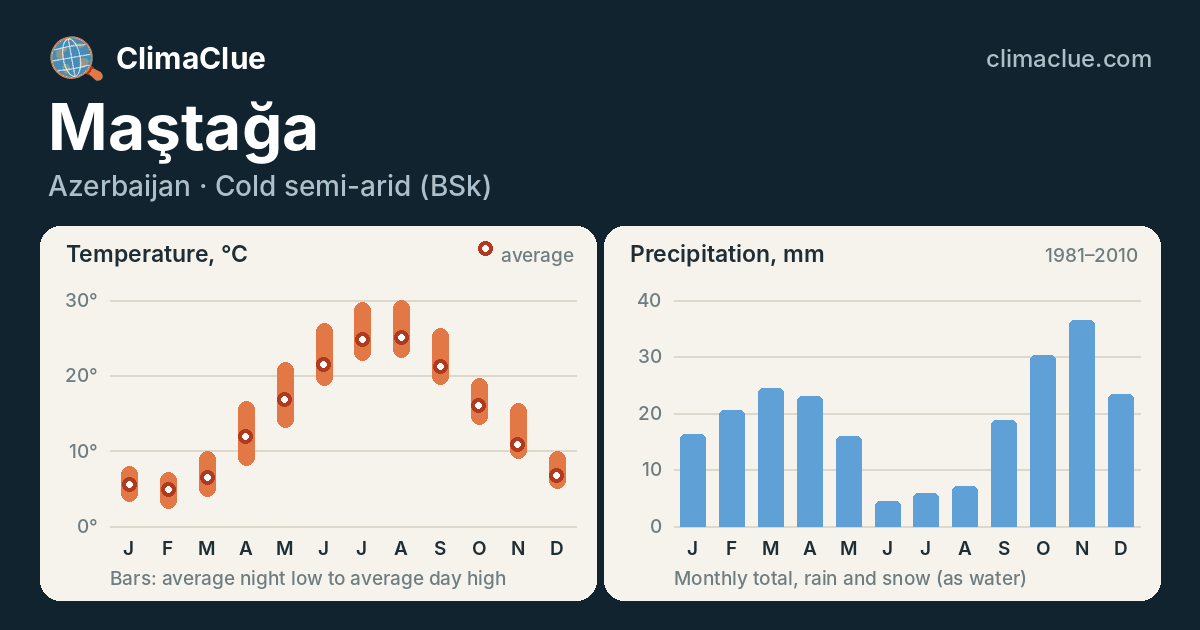 ClimaClue
climaclue.com
Maştağa
Azerbaijan · Cold semi-arid (BSk)
Temperature, °C
average
30°
20°
10°
0°
J F M A M J J A S O N D
Bars: average night low to average day high
Precipitation, mm
1981–2010
40
30
20
10
0
J F M A M J J A S O N D
Monthly total, rain and snow (as water)